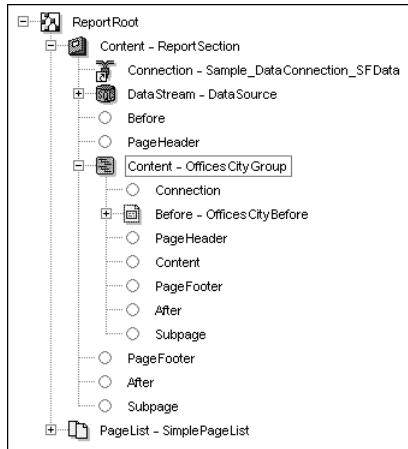 ReportRoot
Content - ReportSection
Connection - Sample_DataConnection_SFData
DataStream - DataSource
Before
PageHeader
Content - OfficesCityGroup
Connection
Before - OfficesCityBefore
PageHeader
Content
PageFooter
After
Subpage
PageFooter
After
Subpage
PageList - SimplePageList